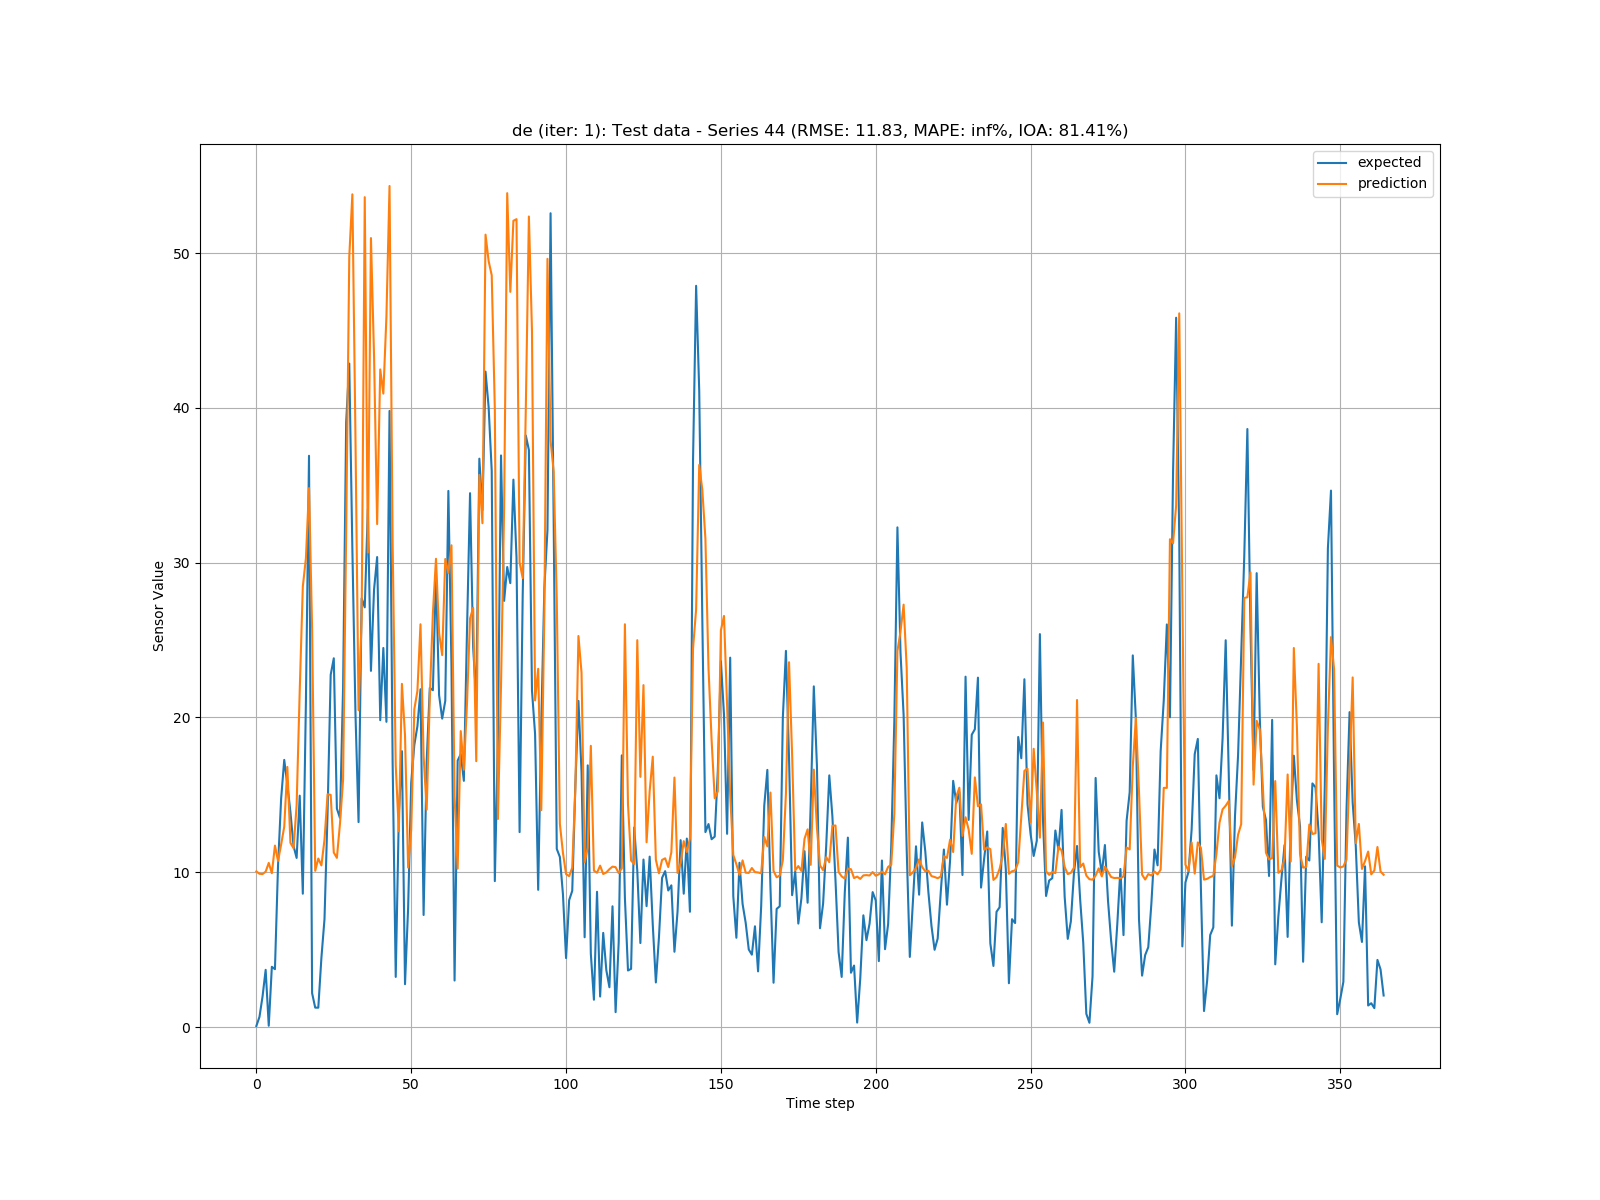 de (iter: 1): Test data - Series 44 (RMSE: 11.83, MAPE: inf%, IOA: 81.41%)
expected
prediction
50
40
30
20
10
0
Sensor Value
0 50 100 150 200 250 300 350
Time step